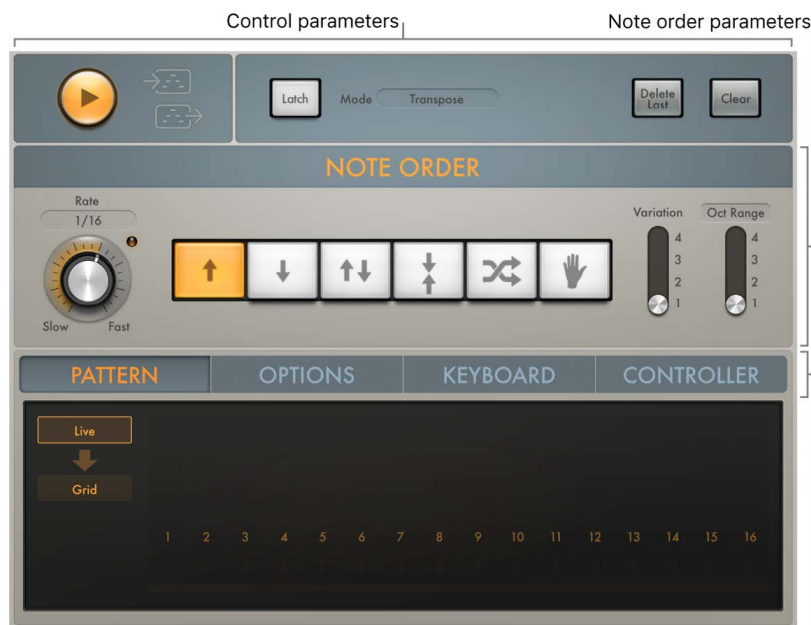 Control parameters
Note order parameters
Latch
Mode
Transpose
Delete
Last
Clear
NOTE ORDER
Rate
1/16
Slow
Fast
Variation
4
3
2
1
Oct Range
4
3
2
1
PATTERN
OPTIONS
KEYBOARD
CONTROLLER
Live
Grid
1 2 3 4 5 6 7 8 9 10 11 12 13 14 15 16